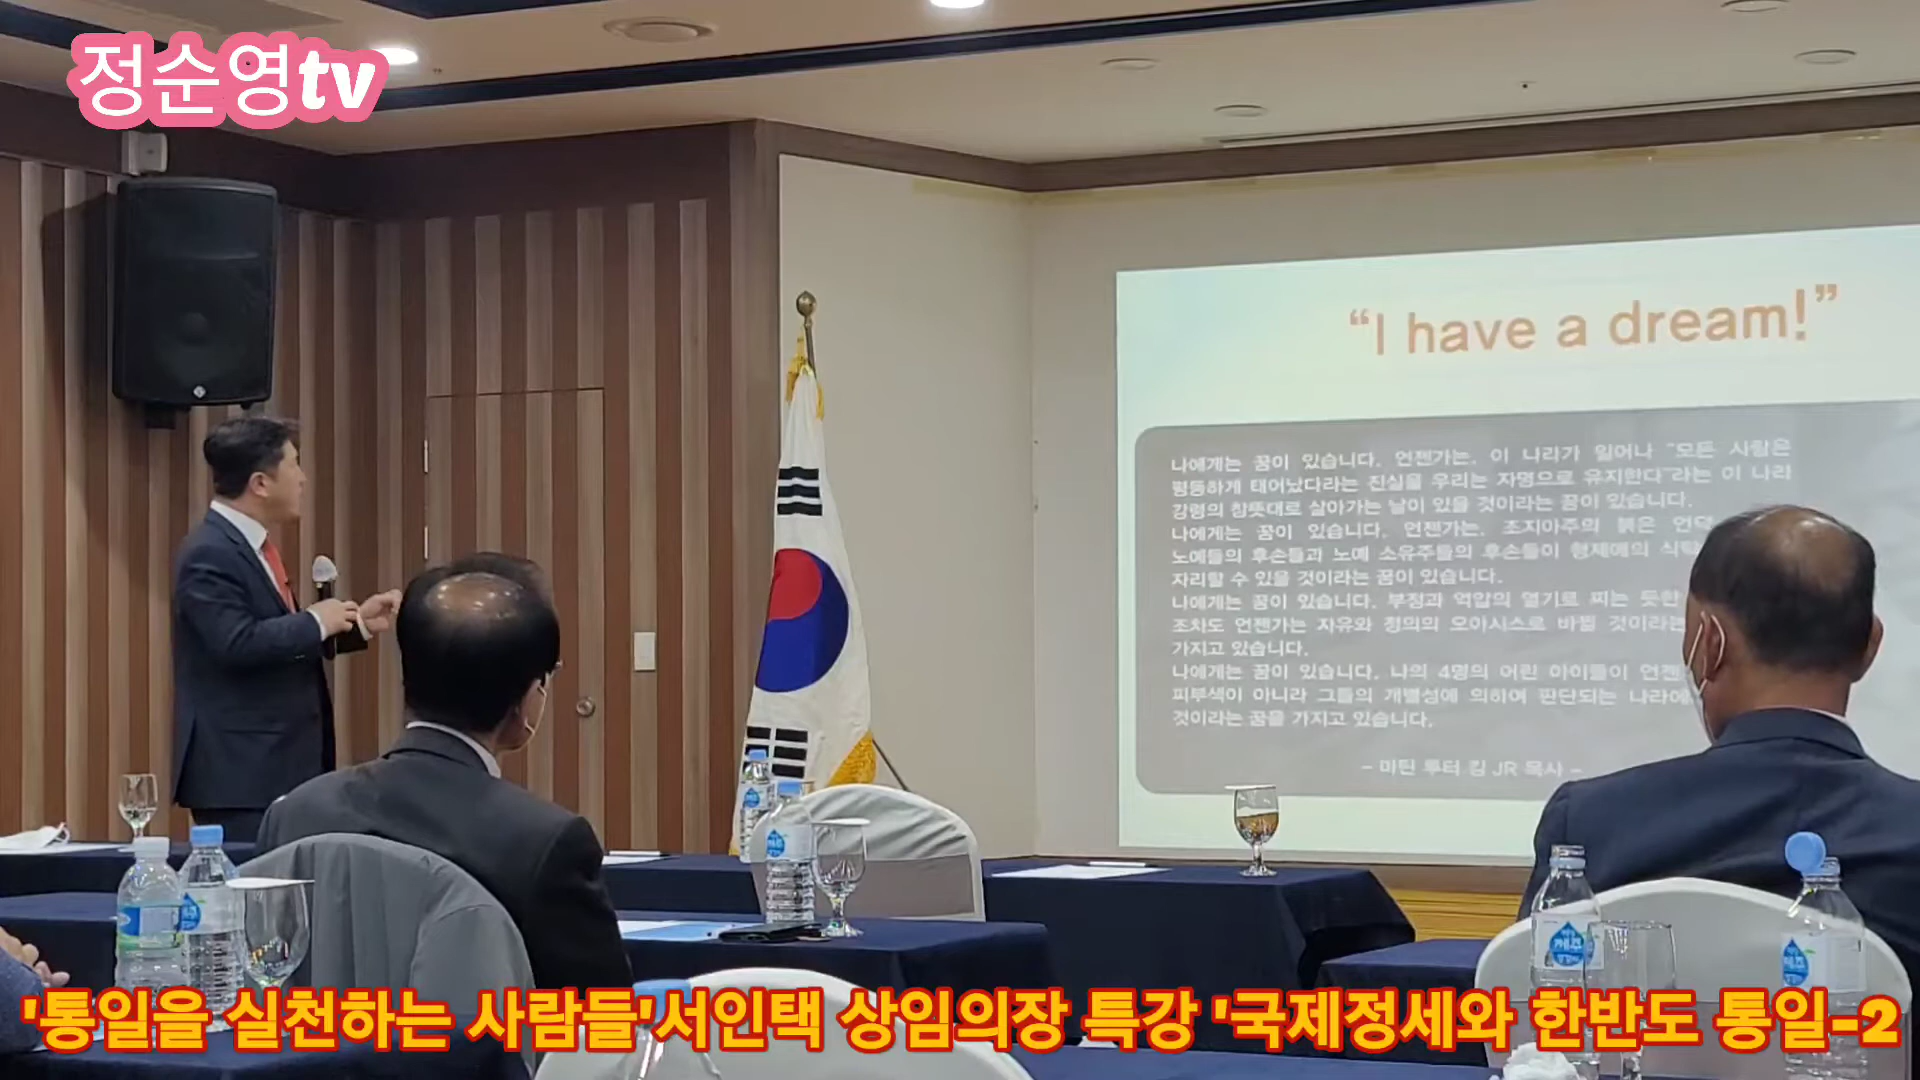 정순영tv
“I have a dream!”
나에게는 꿈이 있습니다. 언젠가는, 이 나라가 일어나 "모든 사람은
평등하게 태어났다라는 진실을 우리는 자명으로 유지한다"라는 이 나라
강령의 참뜻대로 살아가는 날이 있을 것이라는 꿈이 있습니다.
나에게는 꿈이 있습니다. 언젠가는, 조지아주의 붉은 언덕
노예들의 후손들과 노예 소유주들의 후손들이 형제애의 식탁
자리할 수 있을 것이라는 꿈이 있습니다.
나에게는 꿈이 있습니다. 부정과 억압의 열기로 찌는 듯한
조차도 언젠가는 자유와 정의의 오아시스로 바뀔 것이라는
가지고 있습니다.
나에게는 꿈이 있습니다. 나의 4명의 어린 아이들이 언젠
피부색이 아니라 그들의 개별성에 의하여 판단되는 나라에
것이라는 꿈을 가지고 있습니다.
- 마틴 루터 킹 JR 목사 -
'통일을 실천하는 사람들'서인택 상임의장 특강 '국제정세와 한반도 통일-2